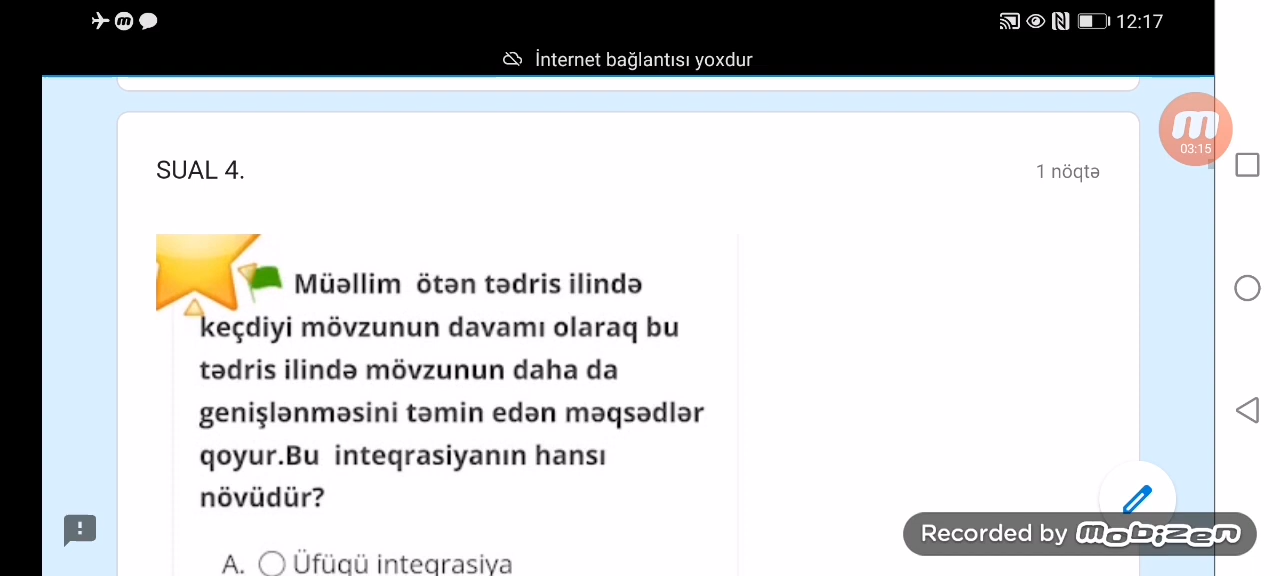 12:17
İnternet bağlantısı yoxdur
03:15
SUAL 4.
1 nöqtə
Müəllim ötən tədris ilində
keçdiyi mövzunun davamı olaraq bu
tədris ilində mövzunun daha da
genişlənməsini təmin edən məqsədlər
qoyur.Bu inteqrasiyanın hansı
növüdür?
A. Üfüqü inteqrasiya
Recorded by mobizen